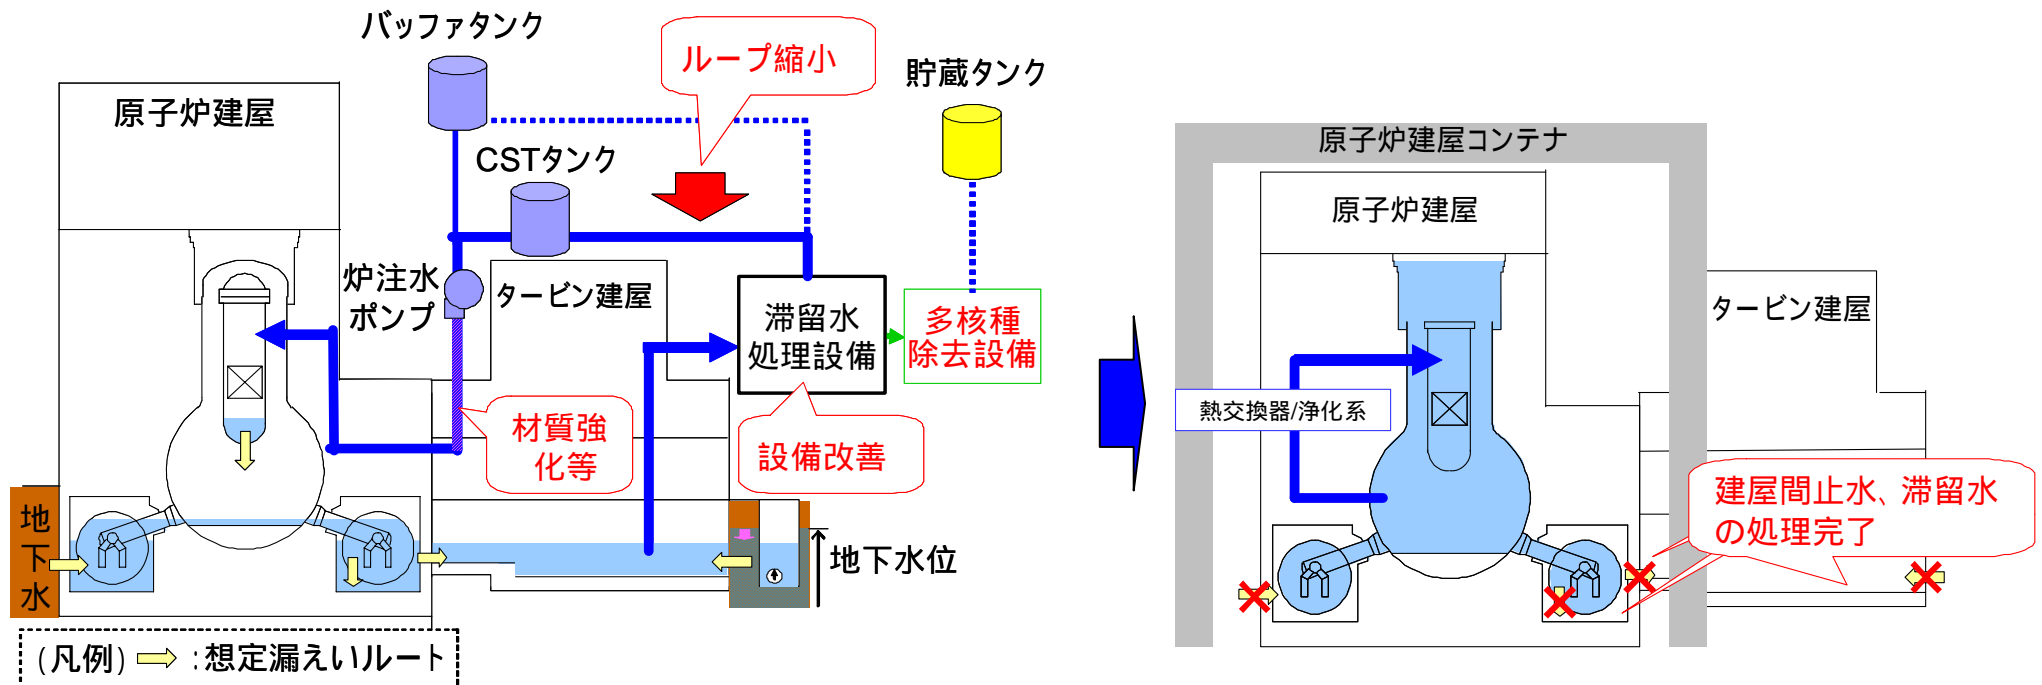 バッファタンク
ループ縮小
貯蔵タンク
原子炉建屋
CSTタンク
炉注水
ポンプ
タービン建屋
滞留水
処理設備
多核種
除去設備
材質強
化等
設備改善
地下水
地下水位
(凡例) :想定漏えいルート
原子炉建屋コンテナ
原子炉建屋
タービン建屋
熱交換器/浄化系
建屋間止水、滞留水
の処理完了